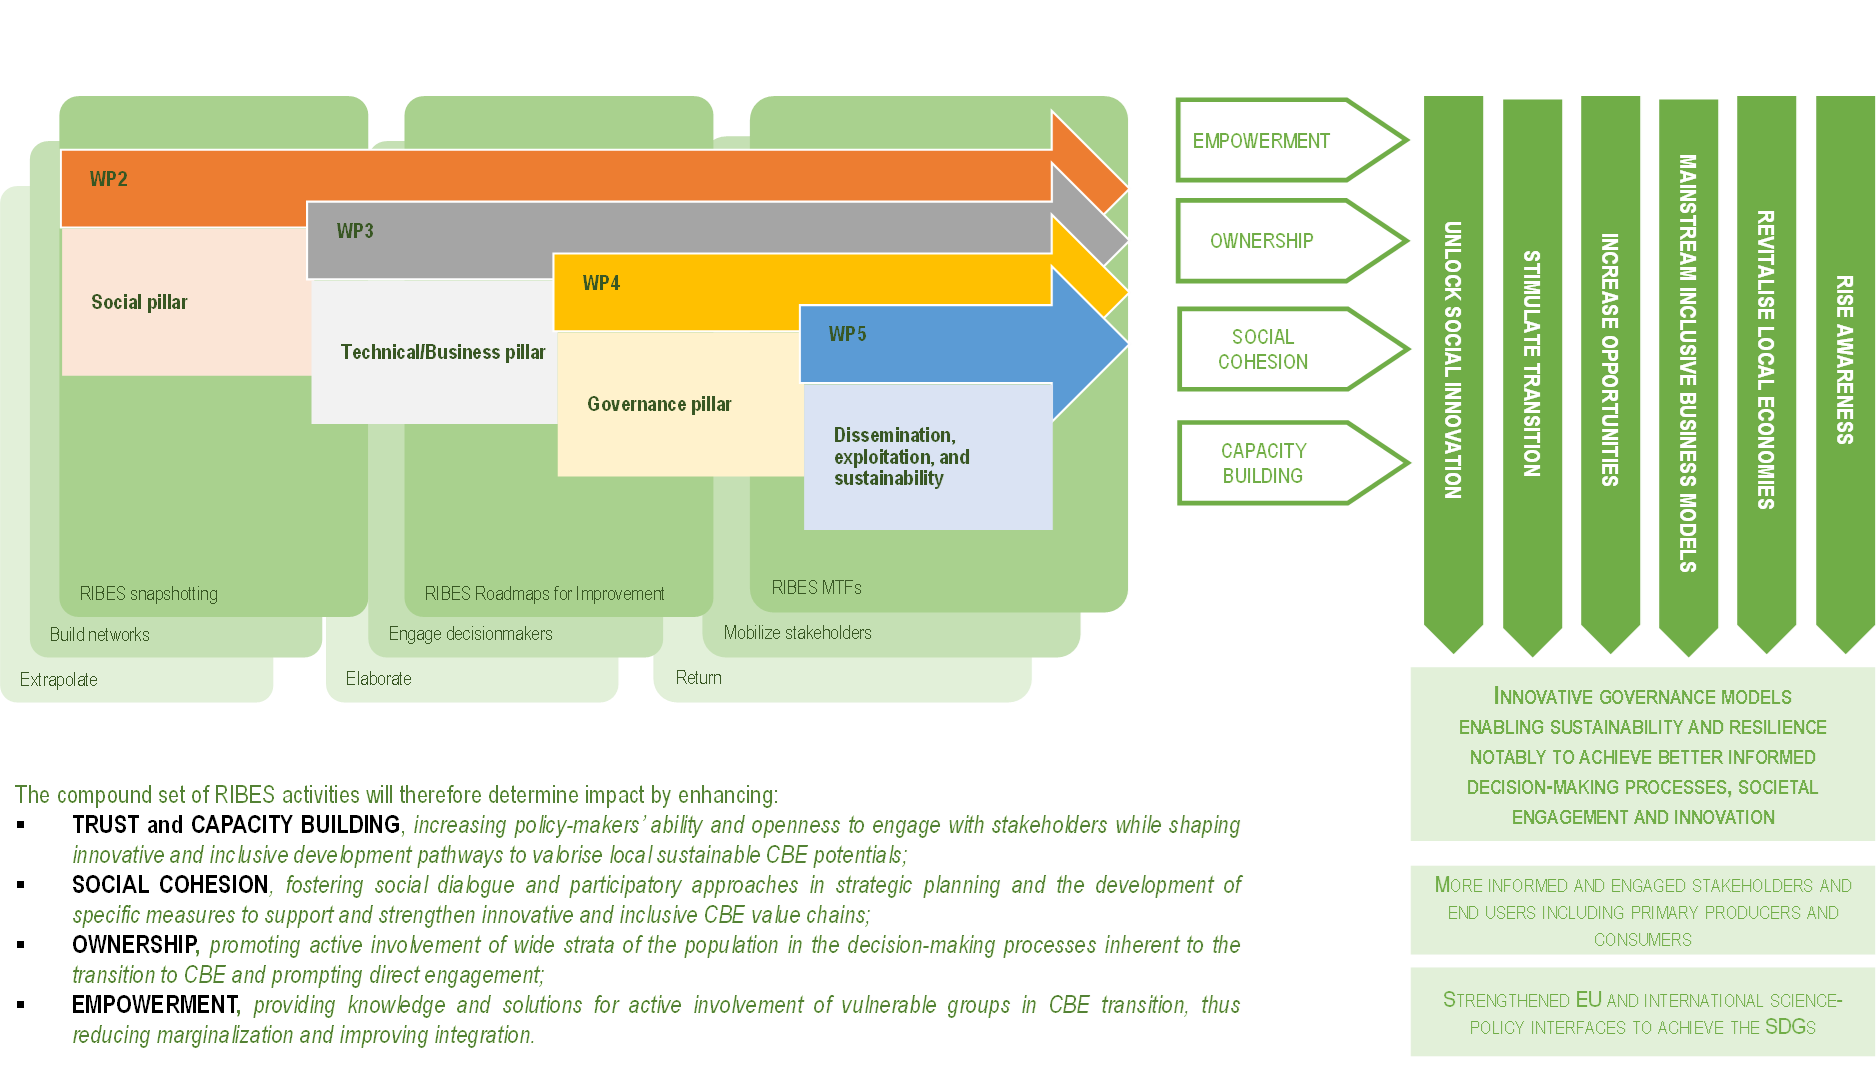 WP2
Social pillar
WP3
Technical/Business pillar
WP4
Governance pillar
WP5
Dissemination,
exploitation, and
sustainability
RIBES snapshotting
Build networks
Extrapolate
RIBES Roadmaps for Improvement
Engage decisionmakers
Elaborate
RIBES MTFs
Mobilize stakeholders
Return
EMPOWERMENT
OWNERSHIP
SOCIAL
COHESION
CAPACITY
BUILDING
UNLOCK SOCIAL INNOVATION
STIMULATE TRANSITION
INCREASE OPPORTUNITIES
MAINSTREAM INCLUSIVE BUSINESS MODELS
REVITALISE LOCAL ECONOMIES
RISE AWARENESS
INNOVATIVE GOVERNANCE MODELS
ENABLING SUSTAINABILITY AND RESILIENCE
NOTABLY TO ACHIEVE BETTER INFORMED
DECISION-MAKING PROCESSES, SOCIETAL
ENGAGEMENT AND INNOVATION
MORE INFORMED AND ENGAGED STAKEHOLDERS AND
END USERS INCLUDING PRIMARY PRODUCERS AND
CONSUMERS
STRENGTHENED EU AND INTERNATIONAL SCIENCE-
POLICY INTERFACES TO ACHIEVE THE SDGS
The compound set of RIBES activities will therefore determine impact by enhancing:
▪ TRUST and CAPACITY BUILDING, increasing policy-makers' ability and openness to engage with stakeholders while shaping
innovative and inclusive development pathways to valorise local sustainable CBE potentials;
▪ SOCIAL COHESION, fostering social dialogue and participatory approaches in strategic planning and the development of
specific measures to support and strengthen innovative and inclusive CBE value chains;
▪ OWNERSHIP, promoting active involvement of wide strata of the population in the decision-making processes inherent to the
transition to CBE and prompting direct engagement;
▪ EMPOWERMENT, providing knowledge and solutions for active involvement of vulnerable groups in CBE transition, thus
reducing marginalization and improving integration.